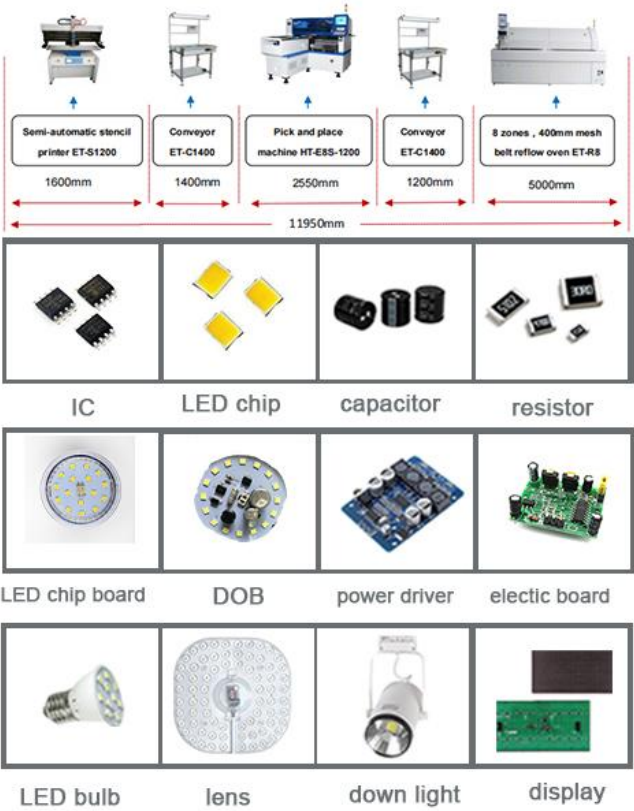 Semi-automatic stencil
printer ET-S1200
Conveyor
ET-C1400
Pick and place
machine HT-E8S-1200
Conveyor
ET-C1400
8 zones , 400mm mesh
belt reflow oven ET-R8
1600mm
1400mm
2550mm
1200mm
5000mm
11950mm
IC
LED chip
capacitor
resistor
LED chip board
DOB
power driver
electic board
LED bulb
lens
down light
display